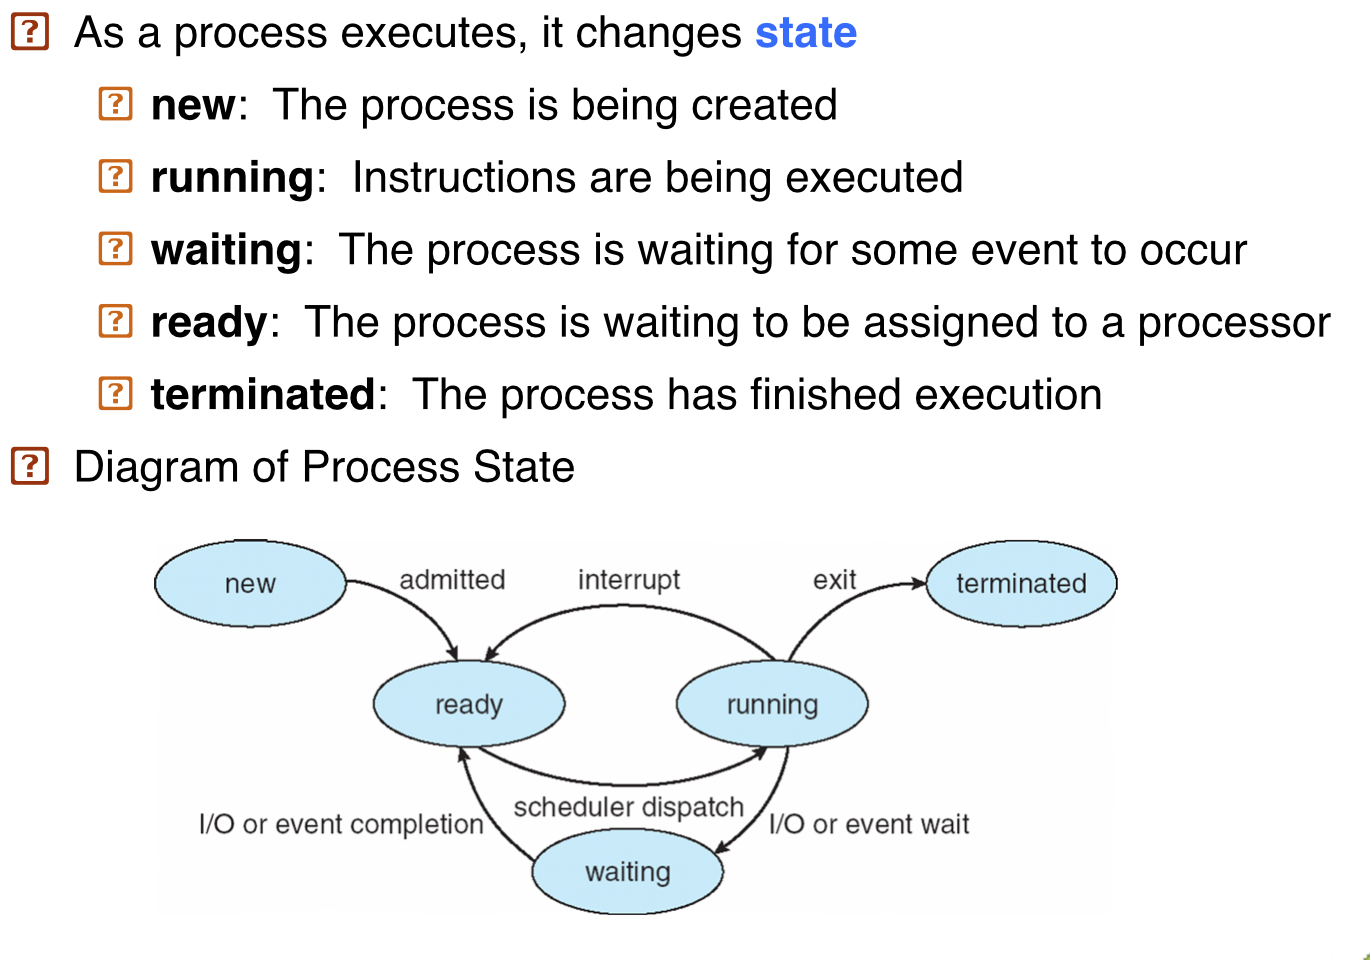 As a process executes, it changes state
new: The process is being created
running: Instructions are being executed
waiting: The process is waiting for some event to occur
ready: The process is waiting to be assigned to a processor
terminated: The process has finished execution
Diagram of Process State
new
admitted
interrupt
exit
terminated
ready
running
scheduler dispatch
I/O or event completion
I/O or event wait
waiting